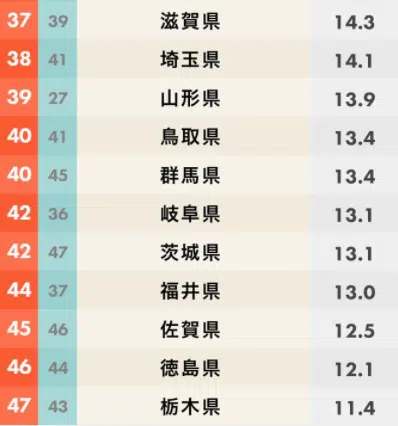 37 39 滋賀県 14.3
38 41 埼玉県 14.1
39 27 山形県 13.9
40 41 鳥取県 13.4
40 45 群馬県 13.4
42 36 岐阜県 13.1
42 47 茨城県 13.1
44 37 福井県 13.0
45 46 佐賀県 12.5
46 44 徳島県 12.1
47 43 栃木県 11.4